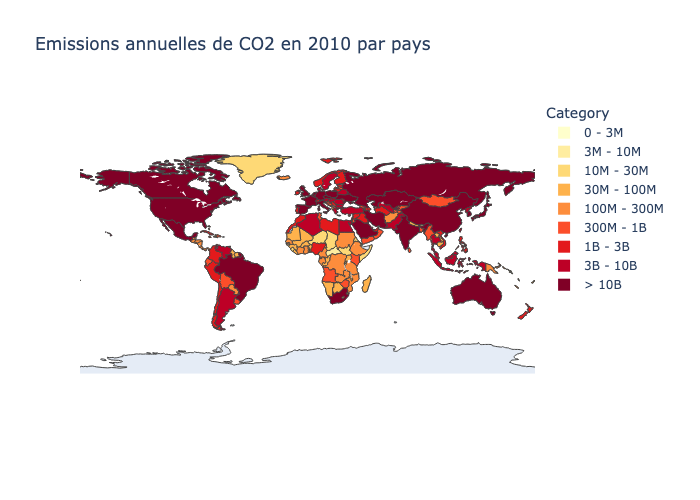 Emissions annuelles de CO2 en 2010 par pays
Category
0 - 3M
3M - 10M
10M - 30M
30M - 100M
100M - 300M
300M - 1B
1B - 3B
3B - 10B
> 10B